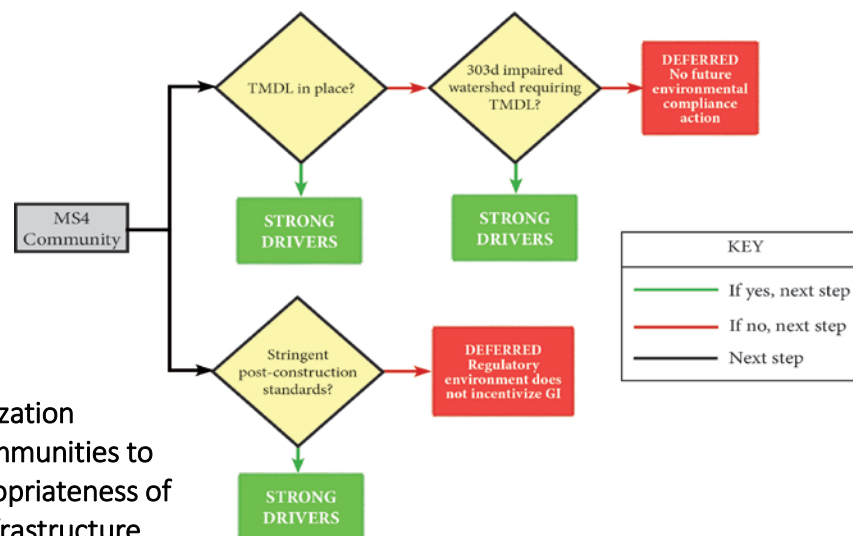 TMDL in place?
303d impaired
watershed requiring
TMDL?
DEFERRED
No future
environmental
compliance
action
STRONG
DRIVERS
STRONG
DRIVERS
MS4
Community
KEY
If yes, next step
If no, next step
Next step
Stringent
post-construction
standards?
DEFERRED
Regulatory
environment does
not incentivize GI
STRONG
DRIVERS
zation
mmunities to
opriateness of
frastructure